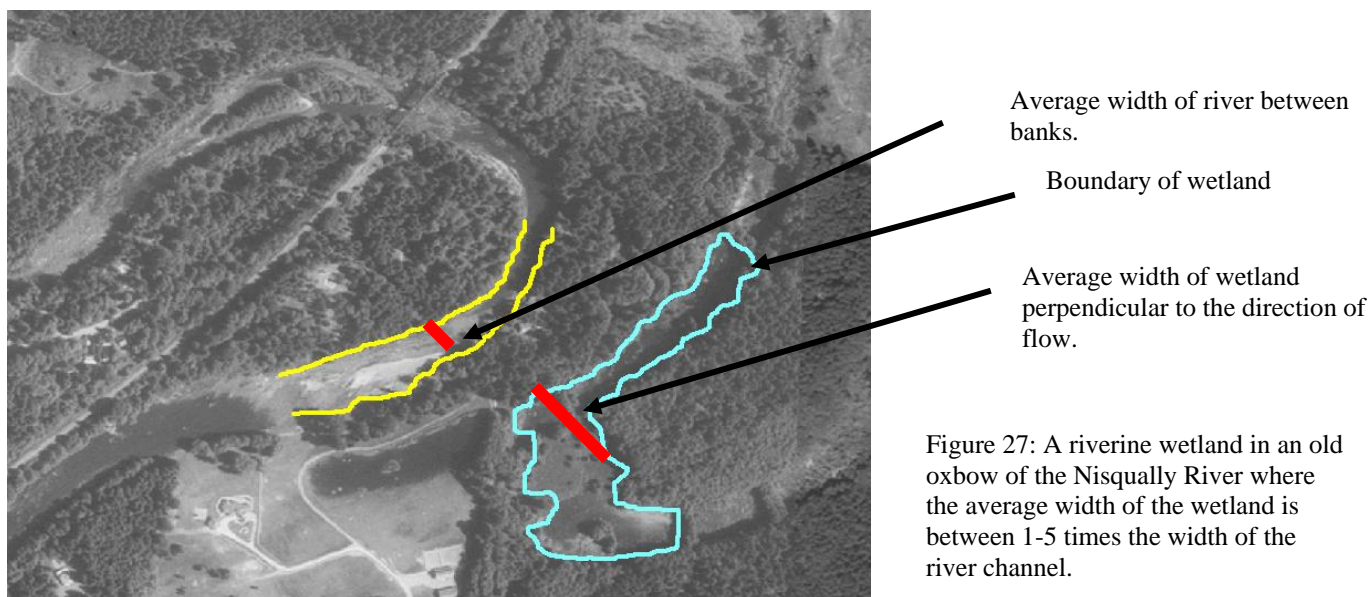 Average width of river between
banks.
Boundary of wetland
Average width of wetland
perpendicular to the direction of
flow.
Figure 27: A riverine wetland in an old
oxbow of the Nisqually River where
the average width of the wetland is
between 1-5 times the width of the
river channel.